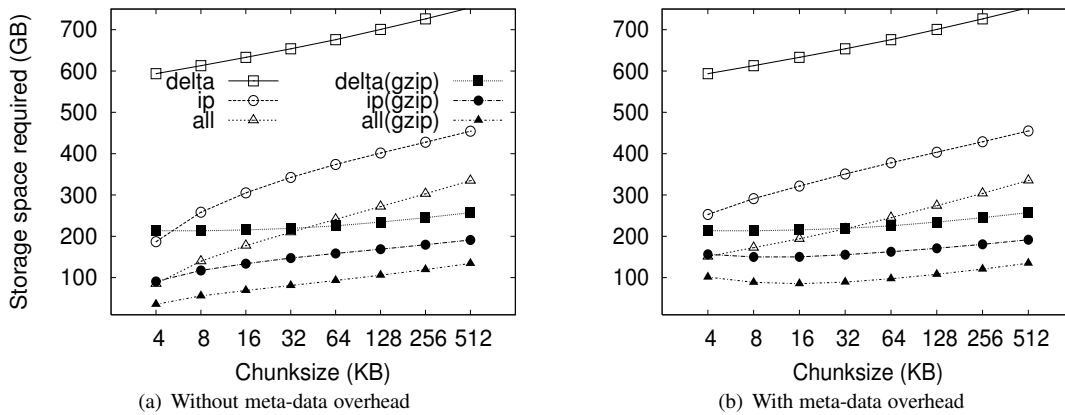 Storage space required (GB)
700
600
500
400
300
200
100
delta
ip
all
delta(gzip)
ip(gzip)
all(gzip)
4 8 16 32 64 128 256 512
Chunksize (KB)
(a) Without meta-data overhead
700
600
500
400
300
200
100
4 8 16 32 64 128 256 512
Chunksize (KB)
(b) With meta-data overhead